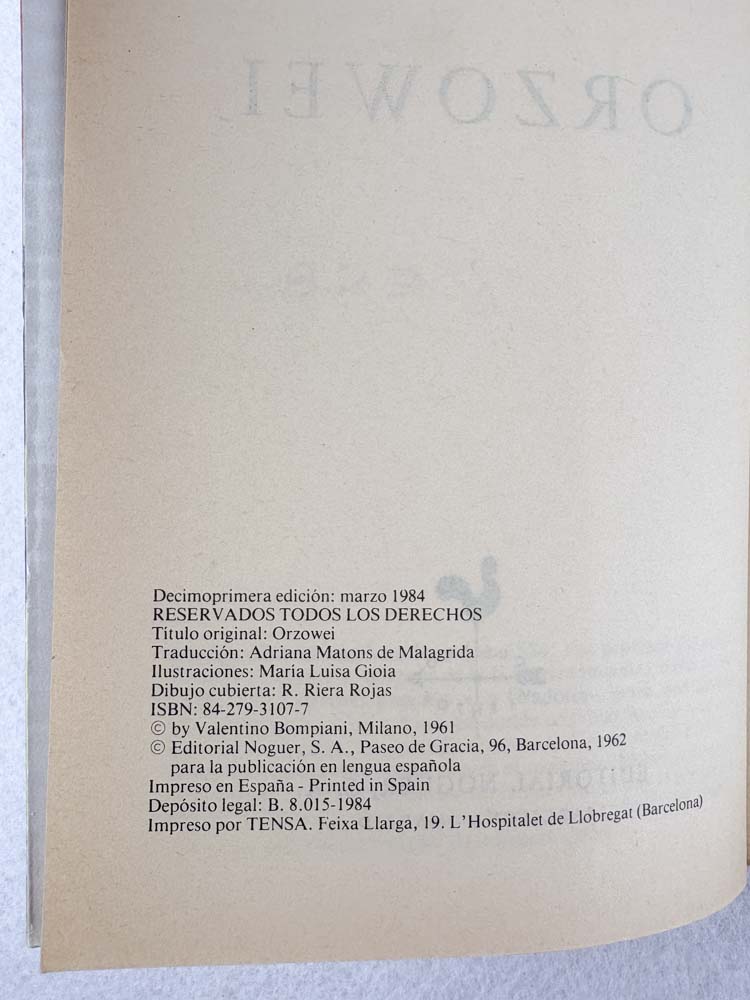 ORZOWEI
Decimoprimera edición: marzo 1984
RESERVADOS TODOS LOS DERECHOS
Título original: Orzowei
Traducción: Adriana Matons de Malagrida
Ilustraciones: María Luisa Gioia
Dibujo cubierta: R. Riera Rojas
ISBN: 84-279-3107-7
© by Valentino Bompiani, Milano, 1961
© Editorial Noguer, S. A., Paseo de Gracia, 96, Barcelona, 1962
para la publicación en lengua española
Impreso en España - Printed in Spain
Depósito legal: B. 8.015-1984
Impreso por TENSA. Feixa Llarga, 19. L'Hospitalet de Llobregat (Barcelona)